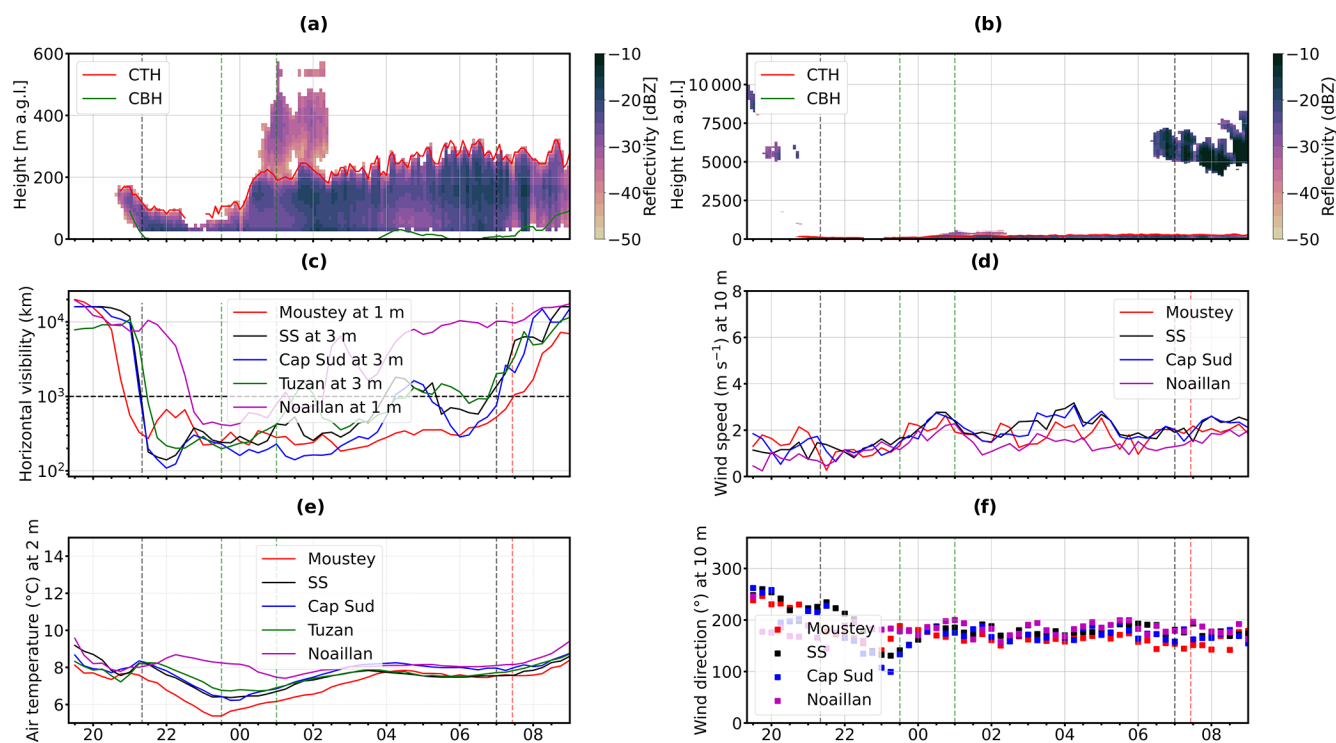 (a)
600
400
200
0
Height [m a.g.l.]
CTH
CBH
−10
−20
−30
−40
−50
Reflectivity [dBZ]
(b)
10 000
7500
5000
2500
0
Height [m a.g.l.]
CTH
CBH
−10
−20
−30
−40
−50
Reflectivity [dBZ]
(c)
10⁴
10³
10²
Horizontal visibility (km)
Moustey at 1 m
SS at 3 m
Cap Sud at 3 m
Tuzan at 3 m
Noaillan at 1 m
(d)
8
6
4
2
0
Wind speed (m s⁻¹) at 10 m
Moustey
SS
Cap Sud
Noaillan
(e)
14
12
10
8
6
Air temperature (°C) at 2 m
Moustey
SS
Cap Sud
Tuzan
Noaillan
20 22 00 02 04 06 08
(f)
300
200
100
0
Wind direction (°) at 10 m
Moustey
SS
Cap Sud
Noaillan
20 22 00 02 04 06 08